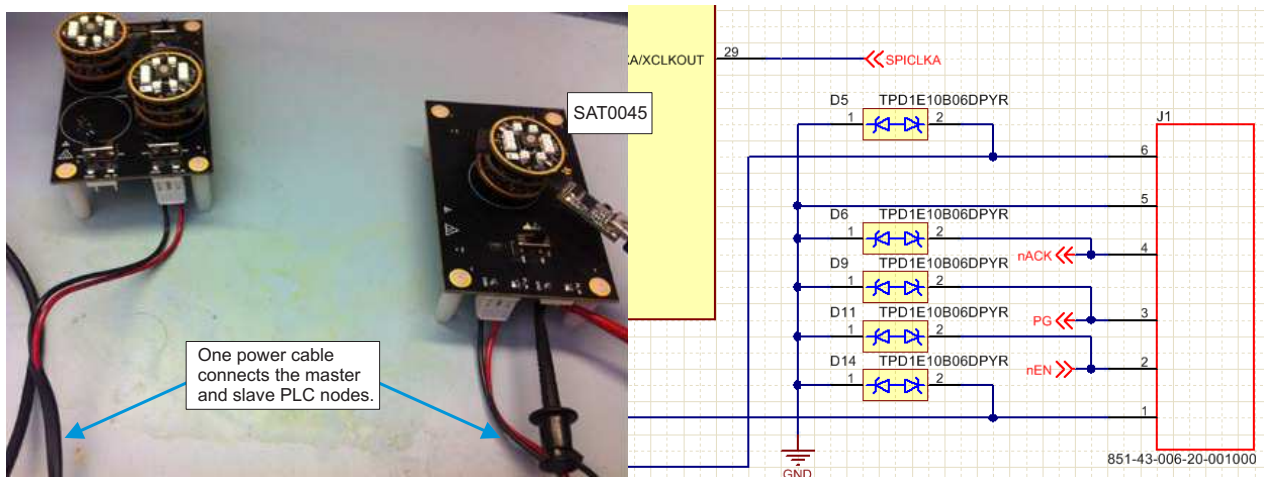 SAT0045
One power cable
connects the master
and slave PLC nodes.
KA/XCLKOUT
29
SPICLKA
D5 TPD1E10B06DPYR
1 2
J1
6
5
D6 TPD1E10B06DPYR
1 2
nACK
4
D9 TPD1E10B06DPYR
1 2
PG
3
D11 TPD1E10B06DPYR
1 2
nEN
2
D14 TPD1E10B06DPYR
1 2
1
GND
851-43-006-20-001000